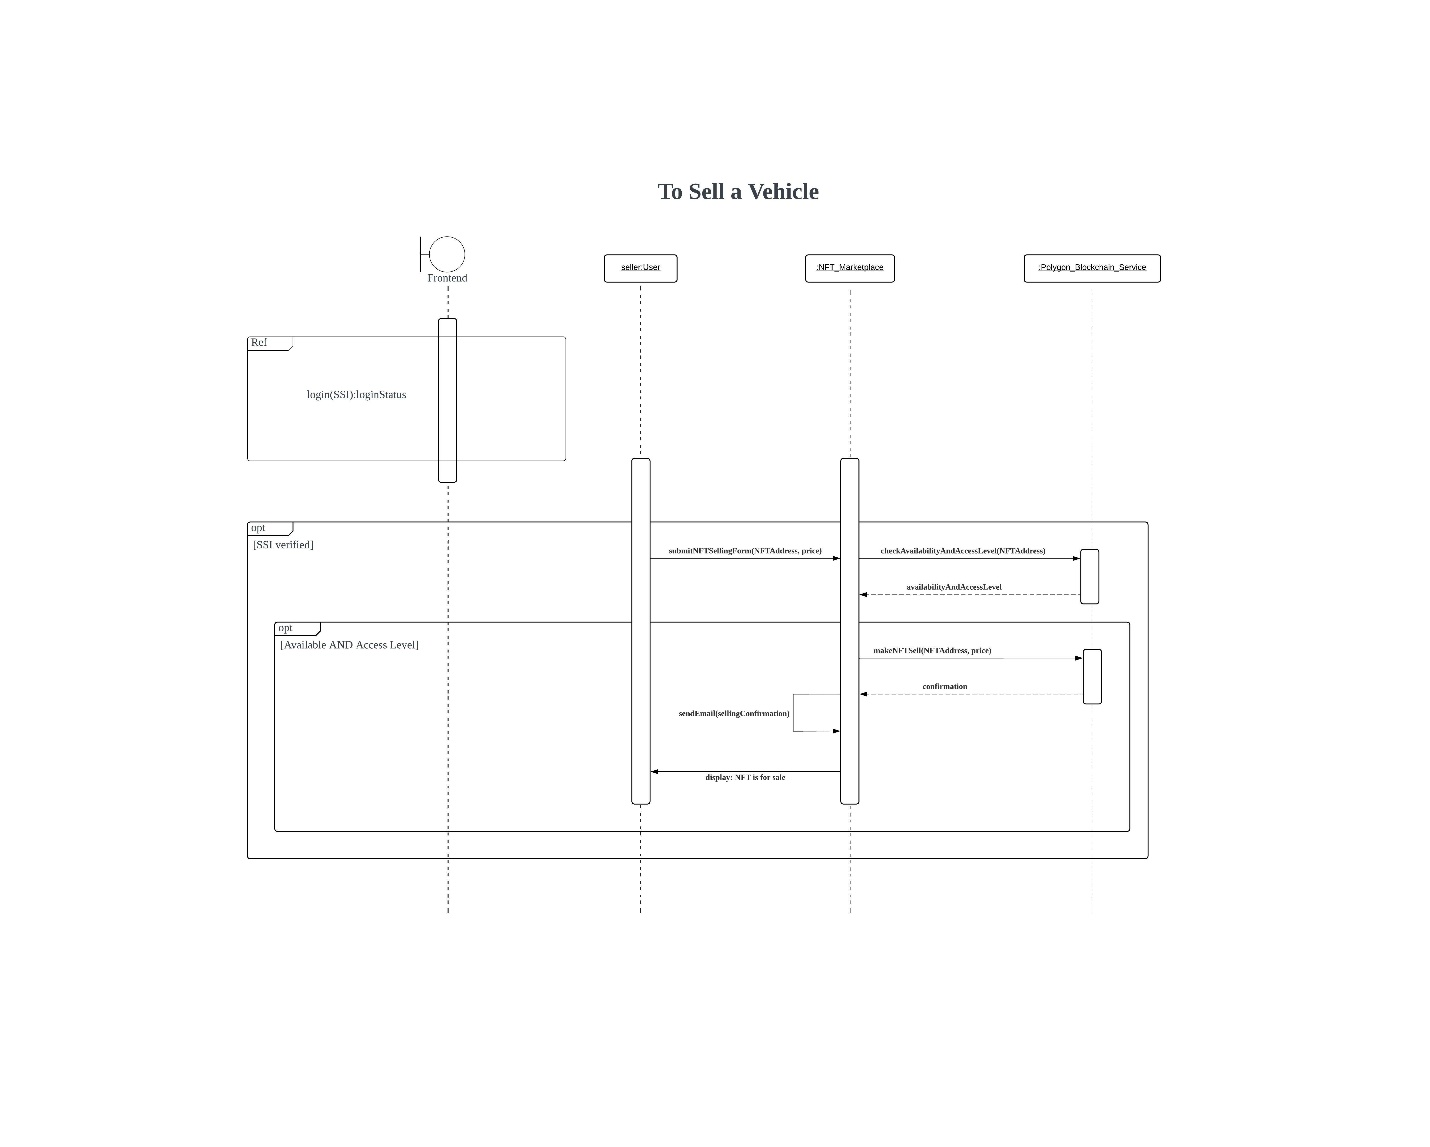 To Sell a Vehicle
Frontend
seller:User
:NFT_Marketplace
:Polygon_Blockchain_Service
Ref
login(SSI):loginStatus
opt
[SSI verified]
submitNFTSellingForm(NFTAddress, price)
checkAvailabilityAndAccessLevel(NFTAddress)
availabilityAndAccessLevel
opt
[Available AND Access Level]
makeNFTSell(NFTAddress, price)
confirmation
sendEmail(sellingConfirmation)
display: NFT is for sale